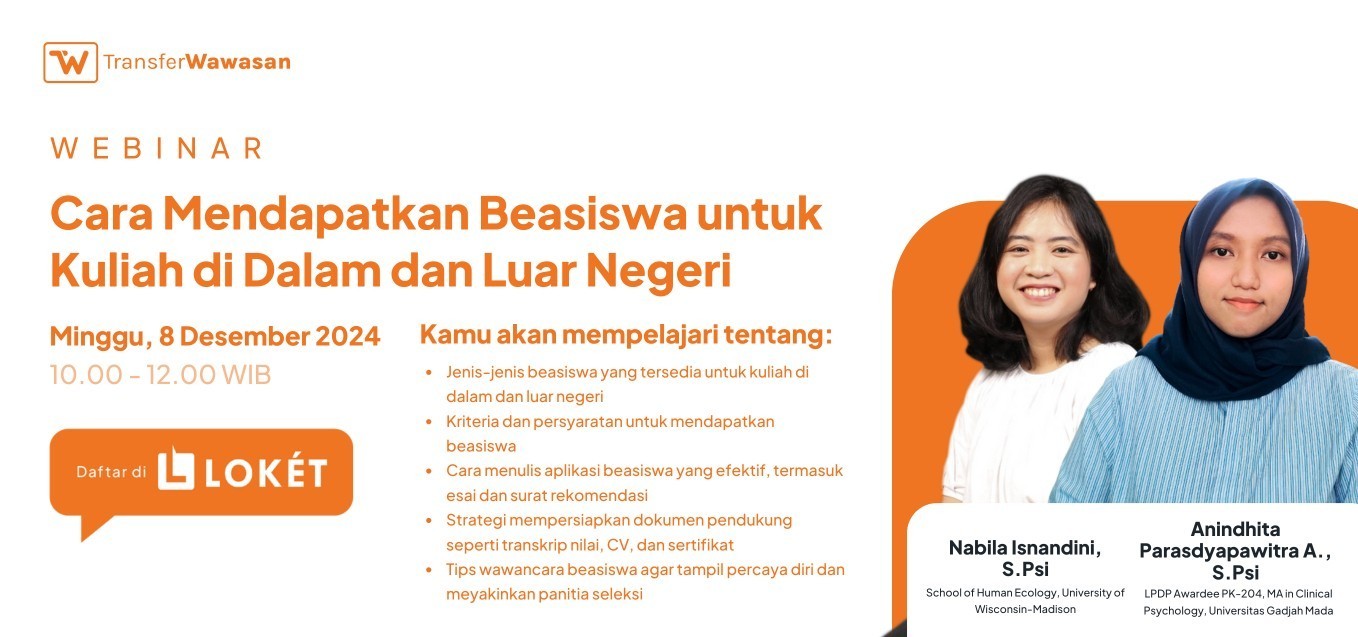 TransferWawasan
WEBINAR
Cara Mendapatkan Beasiswa untuk
Kuliah di Dalam dan Luar Negeri
Minggu, 8 Desember 2024
10.00 – 12.00 WIB
Daftar di LOKÉT
Kamu akan mempelajari tentang:
• Jenis-jenis beasiswa yang tersedia untuk kuliah di
dalam dan luar negeri
• Kriteria dan persyaratan untuk mendapatkan
beasiswa
• Cara menulis aplikasi beasiswa yang efektif, termasuk
esai dan surat rekomendasi
• Strategi mempersiapkan dokumen pendukung
seperti transkrip nilai, CV, dan sertifikat
• Tips wawancara beasiswa agar tampil percaya diri dan
meyakinkan panitia seleksi
Nabila Isnandini,
S.Psi
School of Human Ecology, University of
Wisconsin-Madison
Anindhita
Parasdyapawitra A.,
S.Psi
LPDP Awardee PK-204, MA in Clinical
Psychology, Universitas Gadjah Mada